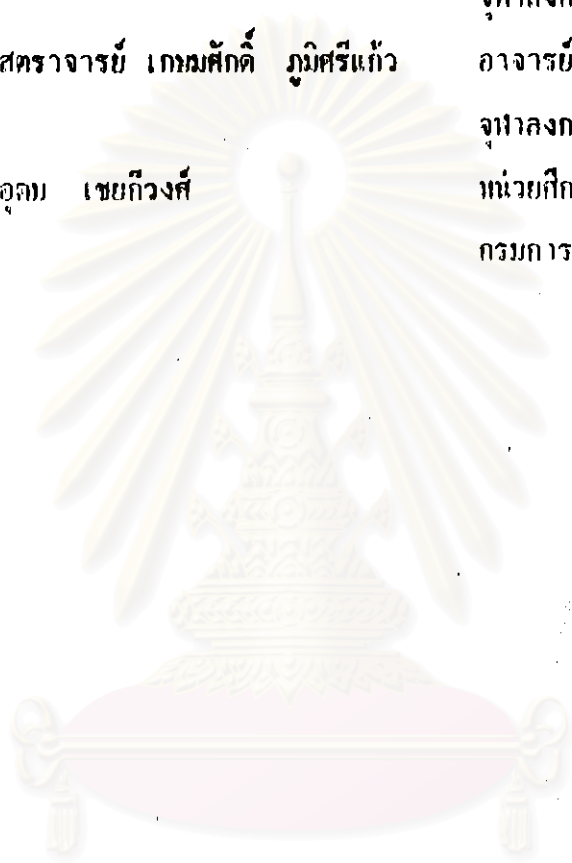 สตราจารย์ เกษมศักดิ์ ภูมิศรีแก้ว อาจารย์
จุฬาลงก
อุดม เชยกีวงศ์ หน่วยศึก
กรมการ